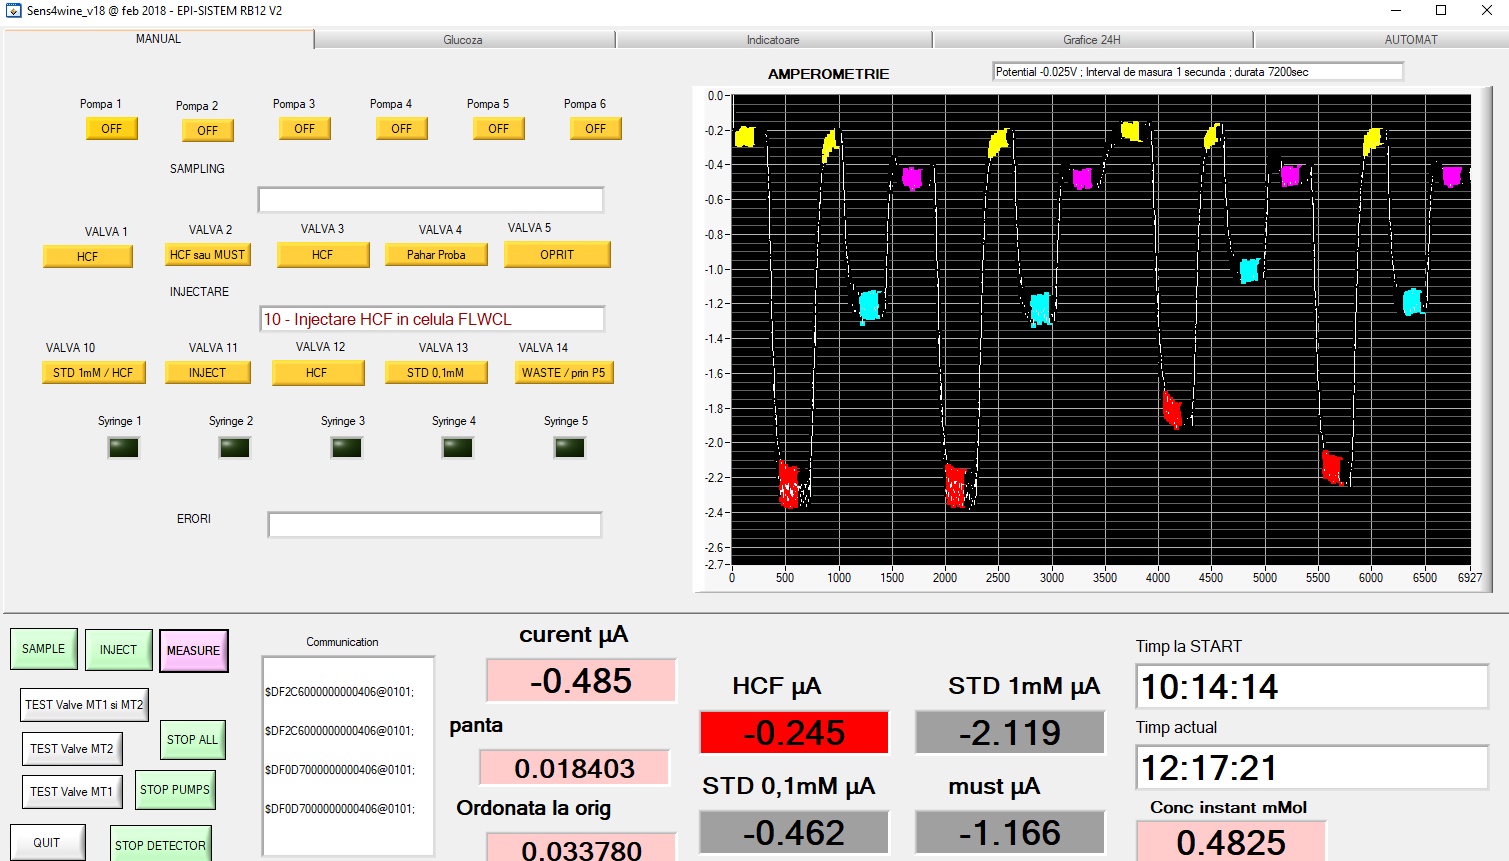 Sens4wine_v18 @ feb 2018 - EPI-SISTEM RB12 V2
MANUAL
Glucoza
Indicatoare
Grafice 24H
AUTOMAT
Pompa 1
Pompa 2
Pompa 3
Pompa 4
Pompa 5
Pompa 6
OFF
OFF
OFF
OFF
OFF
OFF
SAMPLING
VALVA 1
VALVA 2
VALVA 3
VALVA 4
VALVA 5
HCF
HCF sau MUST
HCF
Pahar Proba
OPRIT
INJECTARE
10 - Injectare HCF in celula FLWCL
VALVA 10
VALVA 11
VALVA 12
VALVA 13
VALVA 14
STD 1mM / HCF
INJECT
HCF
STD 0,1mM
WASTE / prin P5
Syringe 1
Syringe 2
Syringe 3
Syringe 4
Syringe 5
ERORI
AMPEROMETRIE
Potential -0.025V ; Interval de masura 1 secunda ; durata 7200sec
0.0
-0.2
-0.4
-0.6
-0.8
-1.0
-1.2
-1.4
-1.6
-1.8
-2.0
-2.2
-2.4
-2.6
-2.7
0
500
1000
1500
2000
2500
3000
3500
4000
4500
5000
5500
6000
6500
6927
SAMPLE
INJECT
MEASURE
TEST Valve MT1 si MT2
TEST Valve MT2
STOP ALL
TEST Valve MT1
STOP PUMPS
QUIT
STOP DETECTOR
Communication
$DF2C6000000000406@0101;
$DF2C6000000000406@0101;
$DF0D7000000000406@0101;
$DF0D7000000000406@0101;
curent µA
-0.485
panta
0.018403
Ordonata la orig
0.033780
HCF µA
-0.245
STD 1mM µA
-2.119
STD 0,1mM µA
-0.462
must µA
-1.166
Timp la START
10:14:14
Timp actual
12:17:21
Conc instant mMol
0.4825